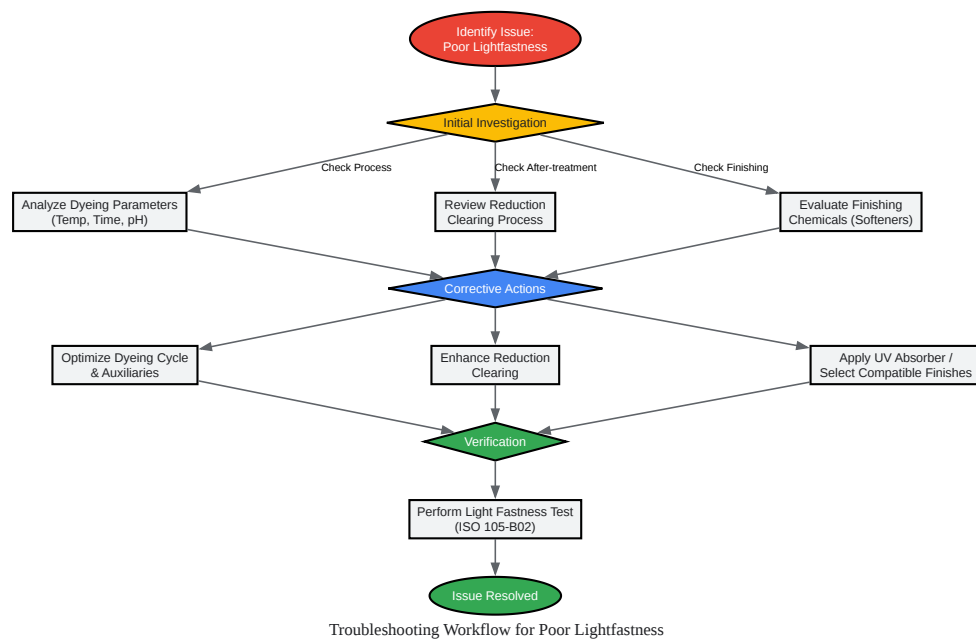 Identify Issue:
Poor Lightfastness
Initial Investigation
Check Process
Check After-treatment
Check Finishing
Analyze Dyeing Parameters
(Temp, Time, pH)
Review Reduction
Clearing Process
Evaluate Finishing
Chemicals (Softeners)
Corrective Actions
Optimize Dyeing Cycle
& Auxiliaries
Enhance Reduction
Clearing
Apply UV Absorber /
Select Compatible Finishes
Verification
Perform Light Fastness Test
(ISO 105-B02)
Issue Resolved
Troubleshooting Workflow for Poor Lightfastness